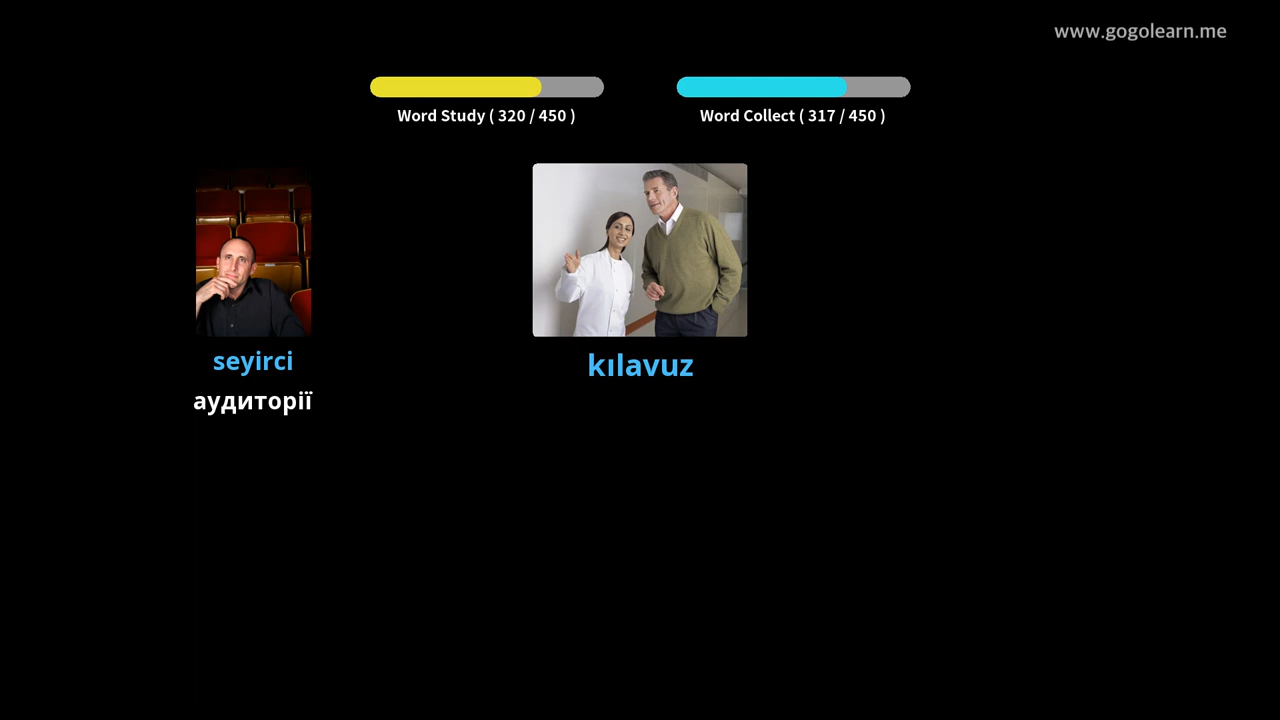 www.gogolearn.me
Word Study ( 320 / 450 )
Word Collect ( 317 / 450 )
seyirci
аудиторії
kılavuz